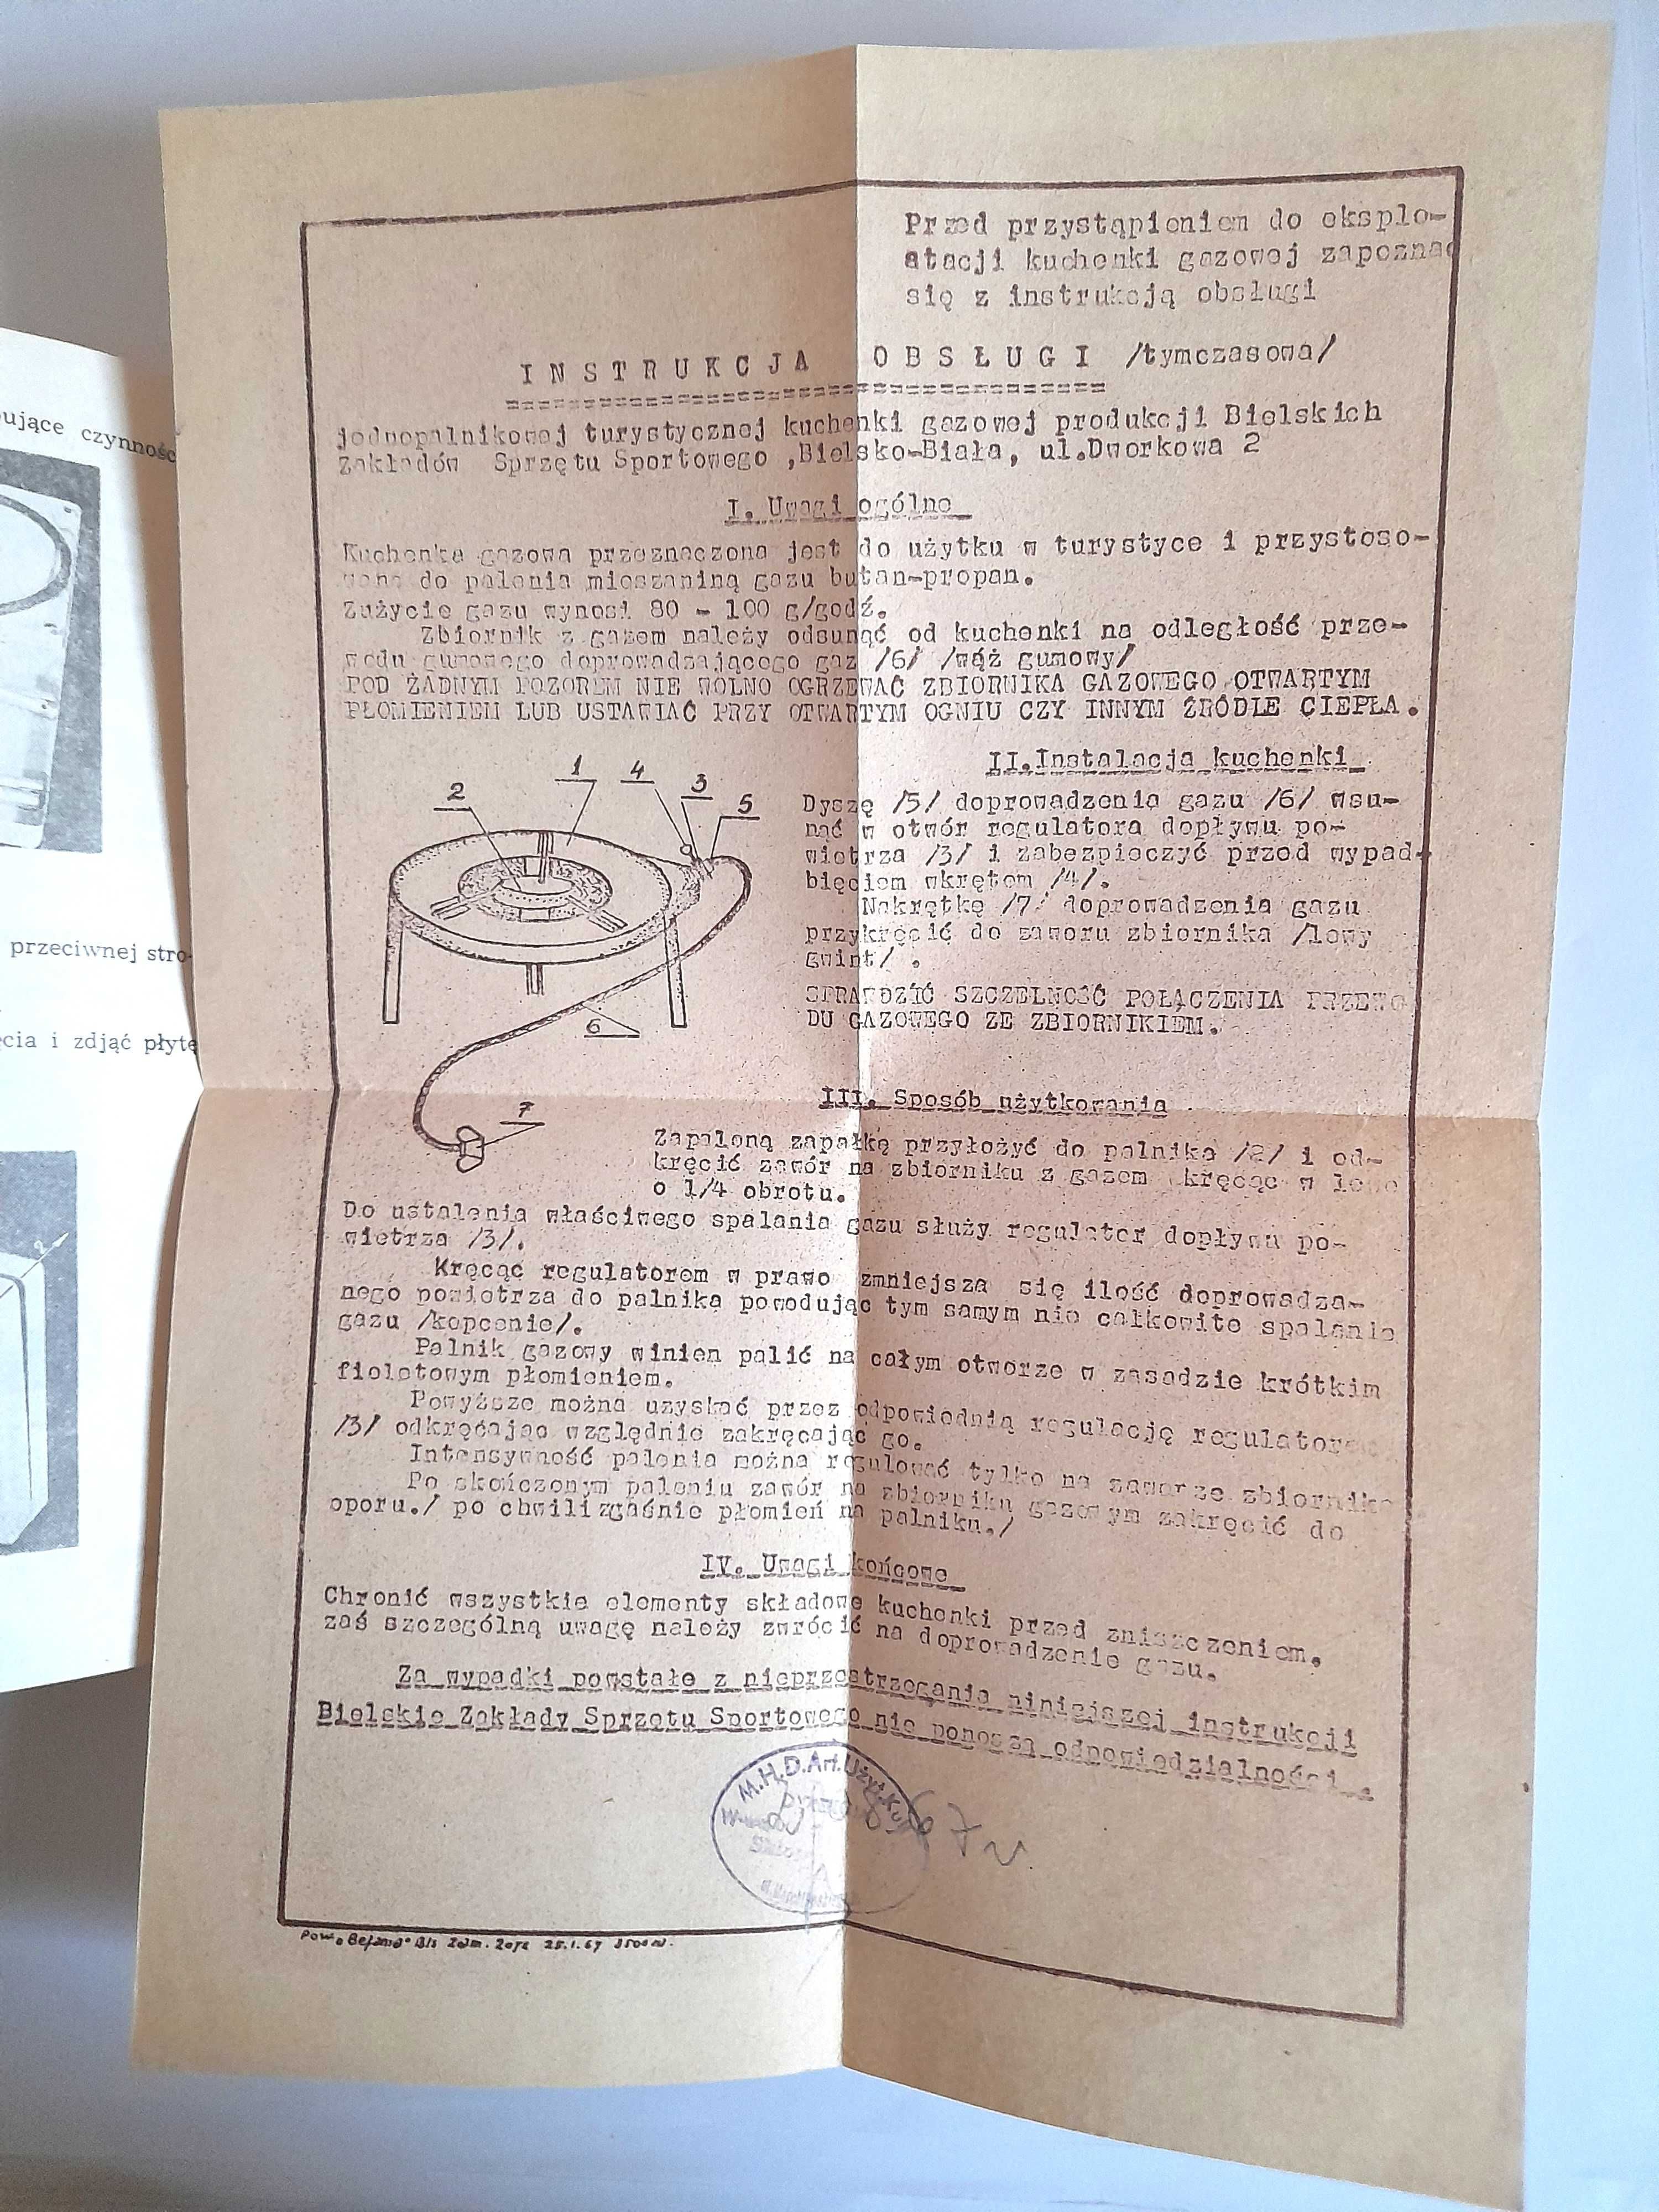 Przed przystąpieniem do eksplo-
atacji kuchenki gazowej zapoznać
się z instrukcją obsługi
INSTRUKCJA OBSŁUGI /tymczasowa/
jednopalnikowej turystycznej kuchenki gazowej produkcji Bielskich
Zakładów Sprzętu Sportowego ,Bielsko-Biała, ul.Dworkowa 2
I. Uwagi ogólne
Kuchenka gazowa przeznaczona jest do użytku w turystyce i przystoso-
wana do palenia mieszaniną gazu butan-propan.
Zużycie gazu wynosi 80 - 100 g/godź.
Zbiornik z gazem należy odsunąć od kuchenki na odległość prze-
wodu gumowego doprowadzającego gaz /6/ /wąż gumowy/
POD ŻADNYM POZOREM NIE WOLNO OGRZEWAĆ ZBIORNIKA GAZOWEGO OTWARTYM
PŁOMIENIEM LUB USTAWIAĆ PRZY OTWARTYM OGNIU CZY INNYM ŹRÓDLE CIEPŁA.
1
2
3
4
5
6
7
II.Instalacja kuchenki
Dyszę /5/ doprowadzenia gazu /6/ wsu-
nąć w otwór regulatora dopływu po-
wietrza /3/ i zabezpieczyć przed wypad-
bięciem wkrętem /4/.
Nakrętkę /7/ doprowadzenia gazu
przykręcić do zaworu zbiornika /lewy
gwint/ .
SPRAWDZIĆ SZCZELNOŚĆ POŁĄCZENIA PRZEWO
DU GAZOWEGO ZE ZBIORNIKIEM.
III. Sposób użytkowania
Zapaloną zapałkę przyłożyć do palnika /2/ i od-
kręcić zawór na zbiorniku z gazem kręcąc w lewo
o 1/4 obrotu.
Do ustalenia właściwego spalania gazu służy regulator dopływu po-
wietrza /3/.
Kręcąc regulatorem w prawo zmniejsza się ilość doprowadza-
nego powietrza do palnika powodując tym samym nie całkowite spalanie
gazu /kopcenie/.
Palnik gazowy winien palić na całym otworze w zasadzie krótkim
fioletowym płomieniem.
Powyższe można uzyskać przez odpowiednią regulację regulatora
/3/ odkręcając względnie zakręcając go.
Intensywność palenia można regulować tylko na zaworze zbiornika
Po skończonym paleniu zawór na zbiorniku gazowym zakręcić do
oporu./ po chwili zgaśnie płomień na palniku./
IV. Uwagi końcowe
Chronić wszystkie elementy składowe kuchenki przed zniszczeniem,
zaś szczególną uwagę należy zwrócić na doprowadzenie gazu.
Za wypadki powstałe z nieprzestrzegania niniejszej instrukcji
Bielskie Zakłady Sprzętu Sportowego nie ponoszą odpowiedzialności.
M.H.D.Art.Użyt.K
67
25.1.67
ujące czynnośc
przeciwnej stro-
cia i zdjąć płytę